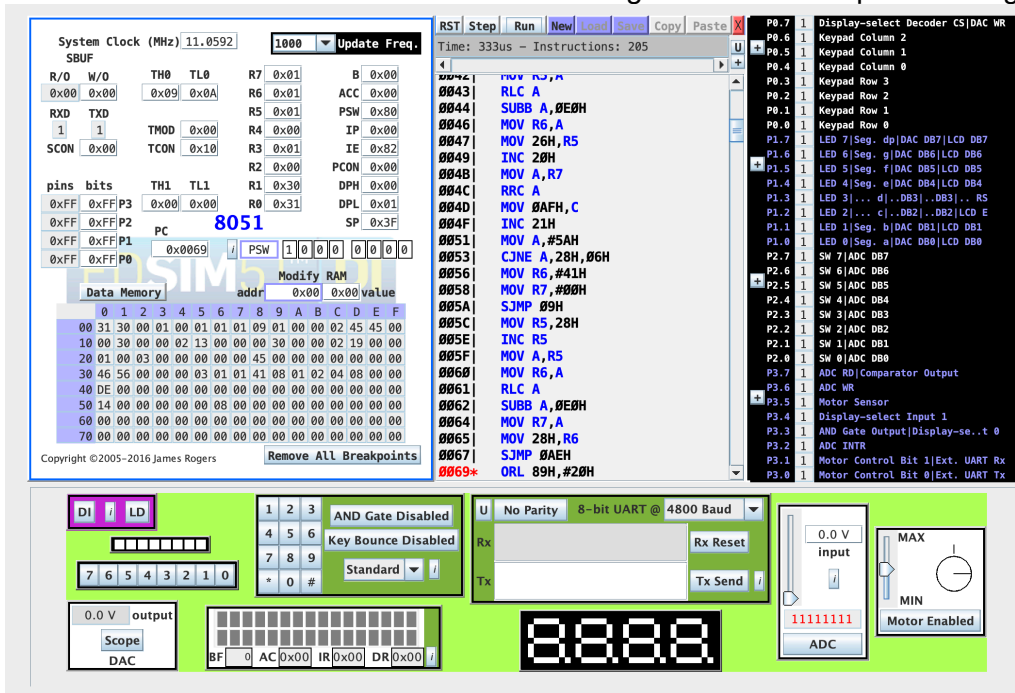 System Clock (MHz) 11.0592 1000 Update Freq.
SBUF
R/O W/O TH0 TL0 R7 0x01 B 0x00
0x00 0x00 0x09 0x0A R6 0x01 ACC 0x00
RXD TXD R5 0x01 PSW 0x80
1 1 TMOD 0x00 R4 0x00 IP 0x00
SCON 0x00 TCON 0x10 R3 0x01 IE 0x82
R2 0x00 PCON 0x00
pins bits TH1 TL1 R1 0x30 DPH 0x00
0xFF 0xFF P3 0x00 0x00 R0 0x31 DPL 0x01
0xFF 0xFF P2 8051 SP 0x3F
0xFF 0xFF P1 PC
0x0069 i PSW 1 0 0 0 0 0 0 0
0xFF 0xFF P0
Modify RAM
Data Memory addr 0x00 0x00 value
0 1 2 3 4 5 6 7 8 9 A B C D E F
00 31 30 00 01 00 01 01 01 09 01 00 00 02 45 45 00
10 00 30 00 00 02 13 00 00 00 30 00 00 02 19 00 00
20 01 00 03 00 00 00 00 00 45 00 00 00 00 00 00 00
30 46 56 00 00 00 03 01 01 41 08 01 02 04 08 00 00
40 DE 00 00 00 00 00 00 00 00 00 00 00 00 00 00 00
50 14 00 00 00 00 00 08 00 00 00 00 00 00 00 00 00
60 00 00 00 00 00 00 00 00 00 00 00 00 00 00 00 00
70 00 00 00 00 00 00 00 00 00 00 00 00 00 00 00 00
Copyright ©2005-2016 James Rogers Remove All Breakpoints
RST Step Run New Load Save Copy Paste X
Time: 333us - Instructions: 205 U
+
0042| MOV R5,A
0043| RLC A
0044| SUBB A,0E0H
0046| MOV R6,A
0047| MOV 26H,R5
0049| INC 20H
004B| MOV A,R7
004C| RRC A
004D| MOV 0AFH,C
004F| INC 21H
0051| MOV A,#5AH
0053| CJNE A,28H,06H
0056| MOV R6,#41H
0058| MOV R7,#00H
005A| SJMP 09H
005C| MOV R5,28H
005E| INC R5
005F| MOV A,R5
0060| MOV R6,A
0061| RLC A
0062| SUBB A,0E0H
0064| MOV R7,A
0065| MOV 28H,R6
0067| SJMP 0AEH
0069* ORL 89H,#20H
P0.7 1 Display-select Decoder CS|DAC WR
P0.6 1 Keypad Column 2
P0.5 1 Keypad Column 1
P0.4 1 Keypad Column 0
P0.3 1 Keypad Row 3
P0.2 1 Keypad Row 2
P0.1 1 Keypad Row 1
P0.0 1 Keypad Row 0
P1.7 1 LED 7|Seg. dp|DAC DB7|LCD DB7
P1.6 1 LED 6|Seg. g|DAC DB6|LCD DB6
P1.5 1 LED 5|Seg. f|DAC DB5|LCD DB5
P1.4 1 LED 4|Seg. e|DAC DB4|LCD DB4
P1.3 1 LED 3|... d|..DB3|..DB3|.. RS
P1.2 1 LED 2|... c|..DB2|..DB2|LCD E
P1.1 1 LED 1|Seg. b|DAC DB1|LCD DB1
P1.0 1 LED 0|Seg. a|DAC DB0|LCD DB0
P2.7 1 SW 7|ADC DB7
P2.6 1 SW 6|ADC DB6
P2.5 1 SW 5|ADC DB5
P2.4 1 SW 4|ADC DB4
P2.3 1 SW 3|ADC DB3
P2.2 1 SW 2|ADC DB2
P2.1 1 SW 1|ADC DB1
P2.0 1 SW 0|ADC DB0
P3.7 1 ADC RD|Comparator Output
P3.6 1 ADC WR
P3.5 1 Motor Sensor
P3.4 1 Display-select Input 1
P3.3 1 AND Gate Output|Display-se..t 0
P3.2 1 ADC INTR
P3.1 1 Motor Control Bit 1|Ext. UART Rx
P3.0 1 Motor Control Bit 0|Ext. UART Tx
DI i LD
7 6 5 4 3 2 1 0
0.0 V output
Scope
DAC
1 2 3 AND Gate Disabled
4 5 6 Key Bounce Disabled
7 8 9 Standard i
* 0 #
BF 0 AC 0x00 IR 0x00 DR 0x00 i
U No Parity 8-bit UART @ 4800 Baud
Rx Rx Reset
Tx Tx Send i
8.8.8.8.
0.0 V
input
i
11111111
ADC
MAX
MIN
Motor Enabled